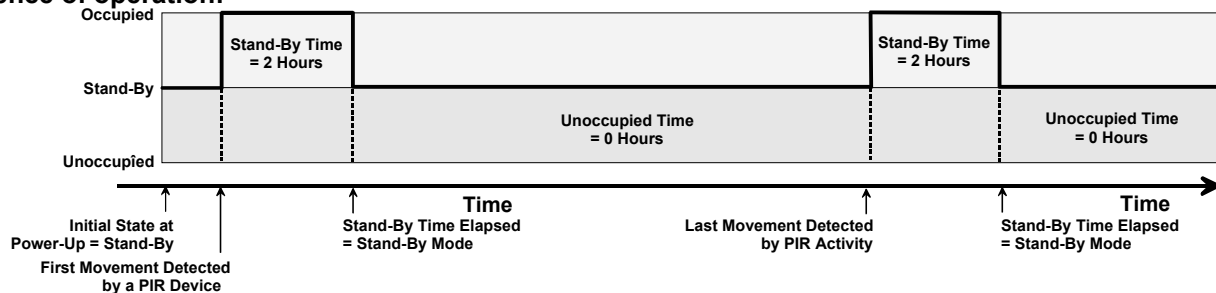 ence of operation:
Occupied
Stand-By Time
= 2 Hours
Stand-By Time
= 2 Hours
Stand-By
Unoccupied Time
= 0 Hours
Unoccupied Time
= 0 Hours
Unoccupied
Time
Time
Initial State at
Power-Up = Stand-By
Stand-By Time Elapsed
= Stand-By Mode
Last Movement Detected
by PIR Activity
Stand-By Time Elapsed
= Stand-By Mode
First Movement Detected
by a PIR Device